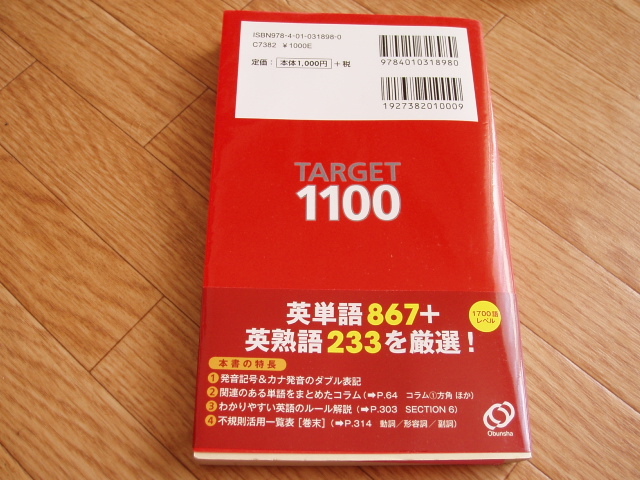 ISBN978-4-01-031898-0
C7382 ¥1000E
定価： 本体1,000円 ＋税
9784010318980
1927382010009
TARGET
1100
英単語867＋
英熟語233を厳選！
1700語
レベル
本書の特長
1 発音記号＆カナ発音のダブル表記
2 関連のある単語をまとめたコラム（➡P.64 コラム①方角 ほか）
3 わかりやすい英語のルール解説（➡P.303 SECTION 6）
4 不規則活用一覧表［巻末］（➡P.314 動詞／形容詞／副詞）
Obunsha